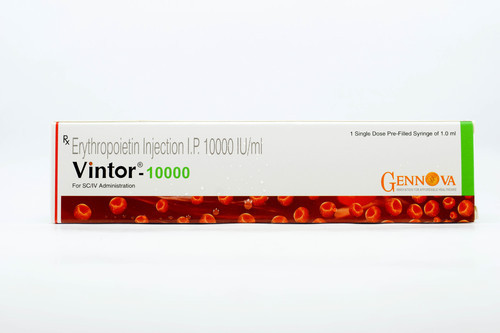 Rx Erythropoietin Injection I.P. 10000 IU/ml
1 Single Dose Pre-Filled Syringe of 1.0 ml
Vintor®-10000
For SC/IV Administration
GENNOVA